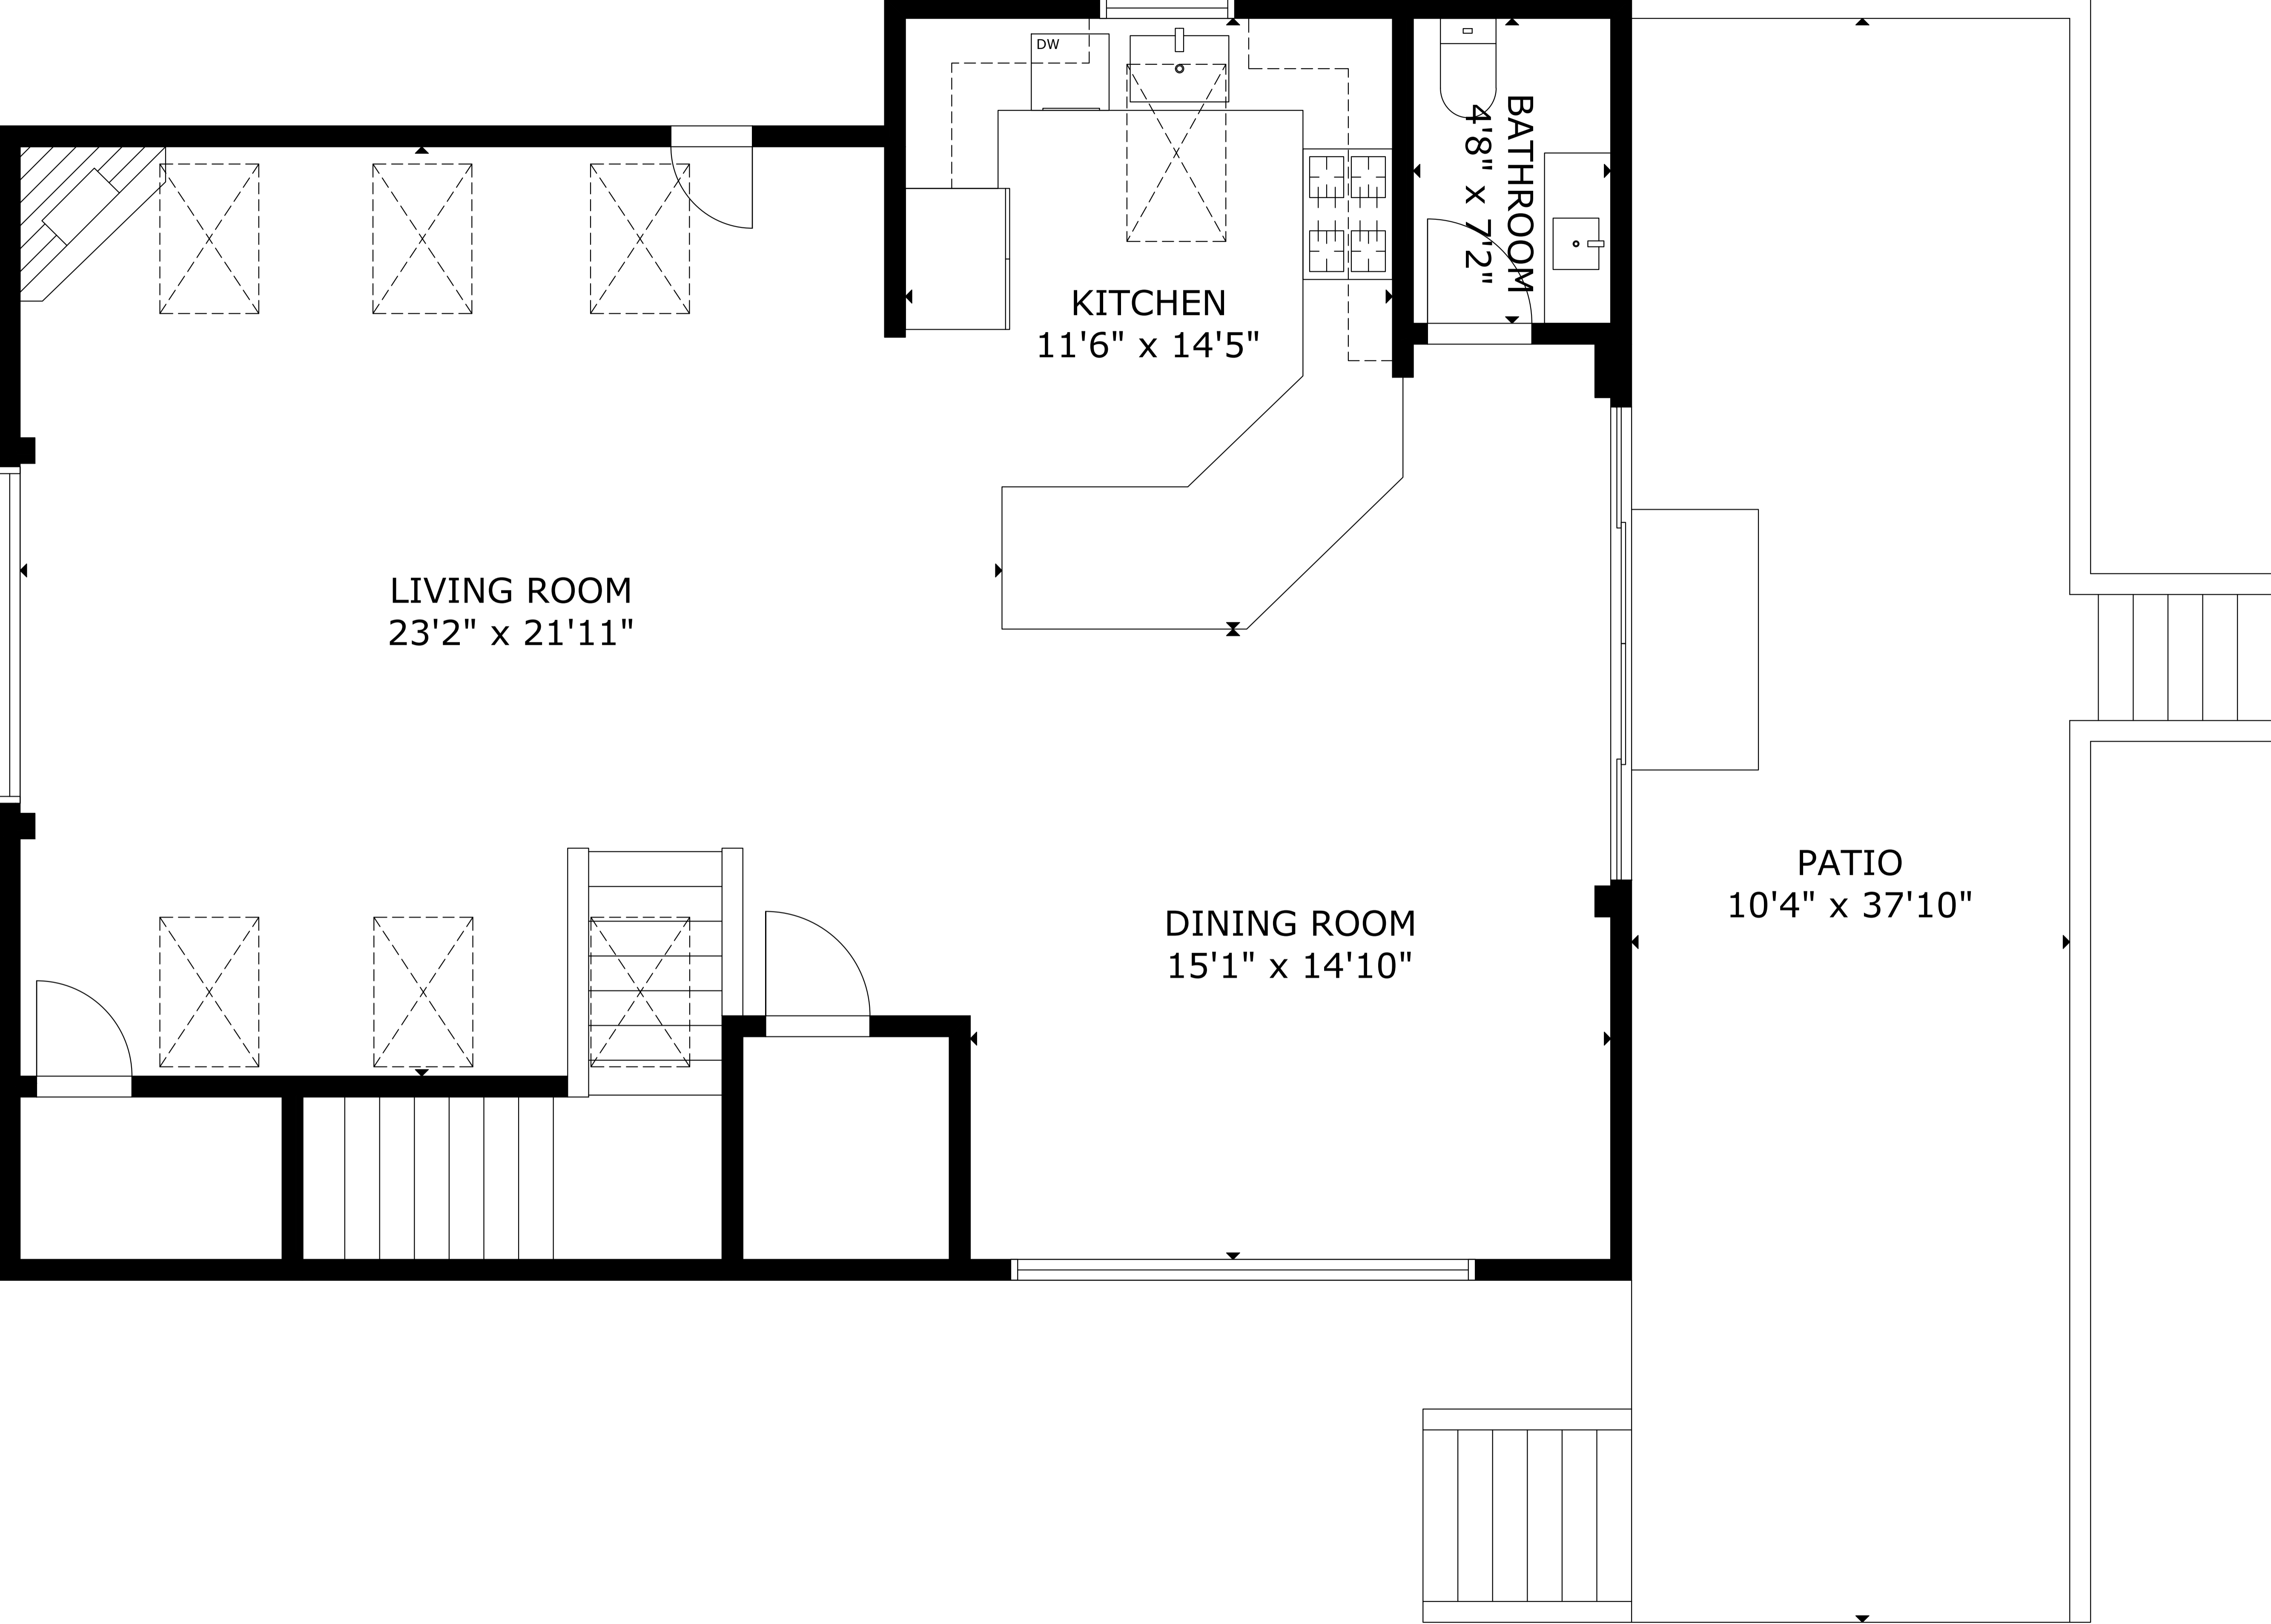 DW
BATHROOM
4'8" x 7'2"
KITCHEN
11'6" x 14'5"
LIVING ROOM
23'2" x 21'11"
PATIO
10'4" x 37'10"
DINING ROOM
15'1" x 14'10"